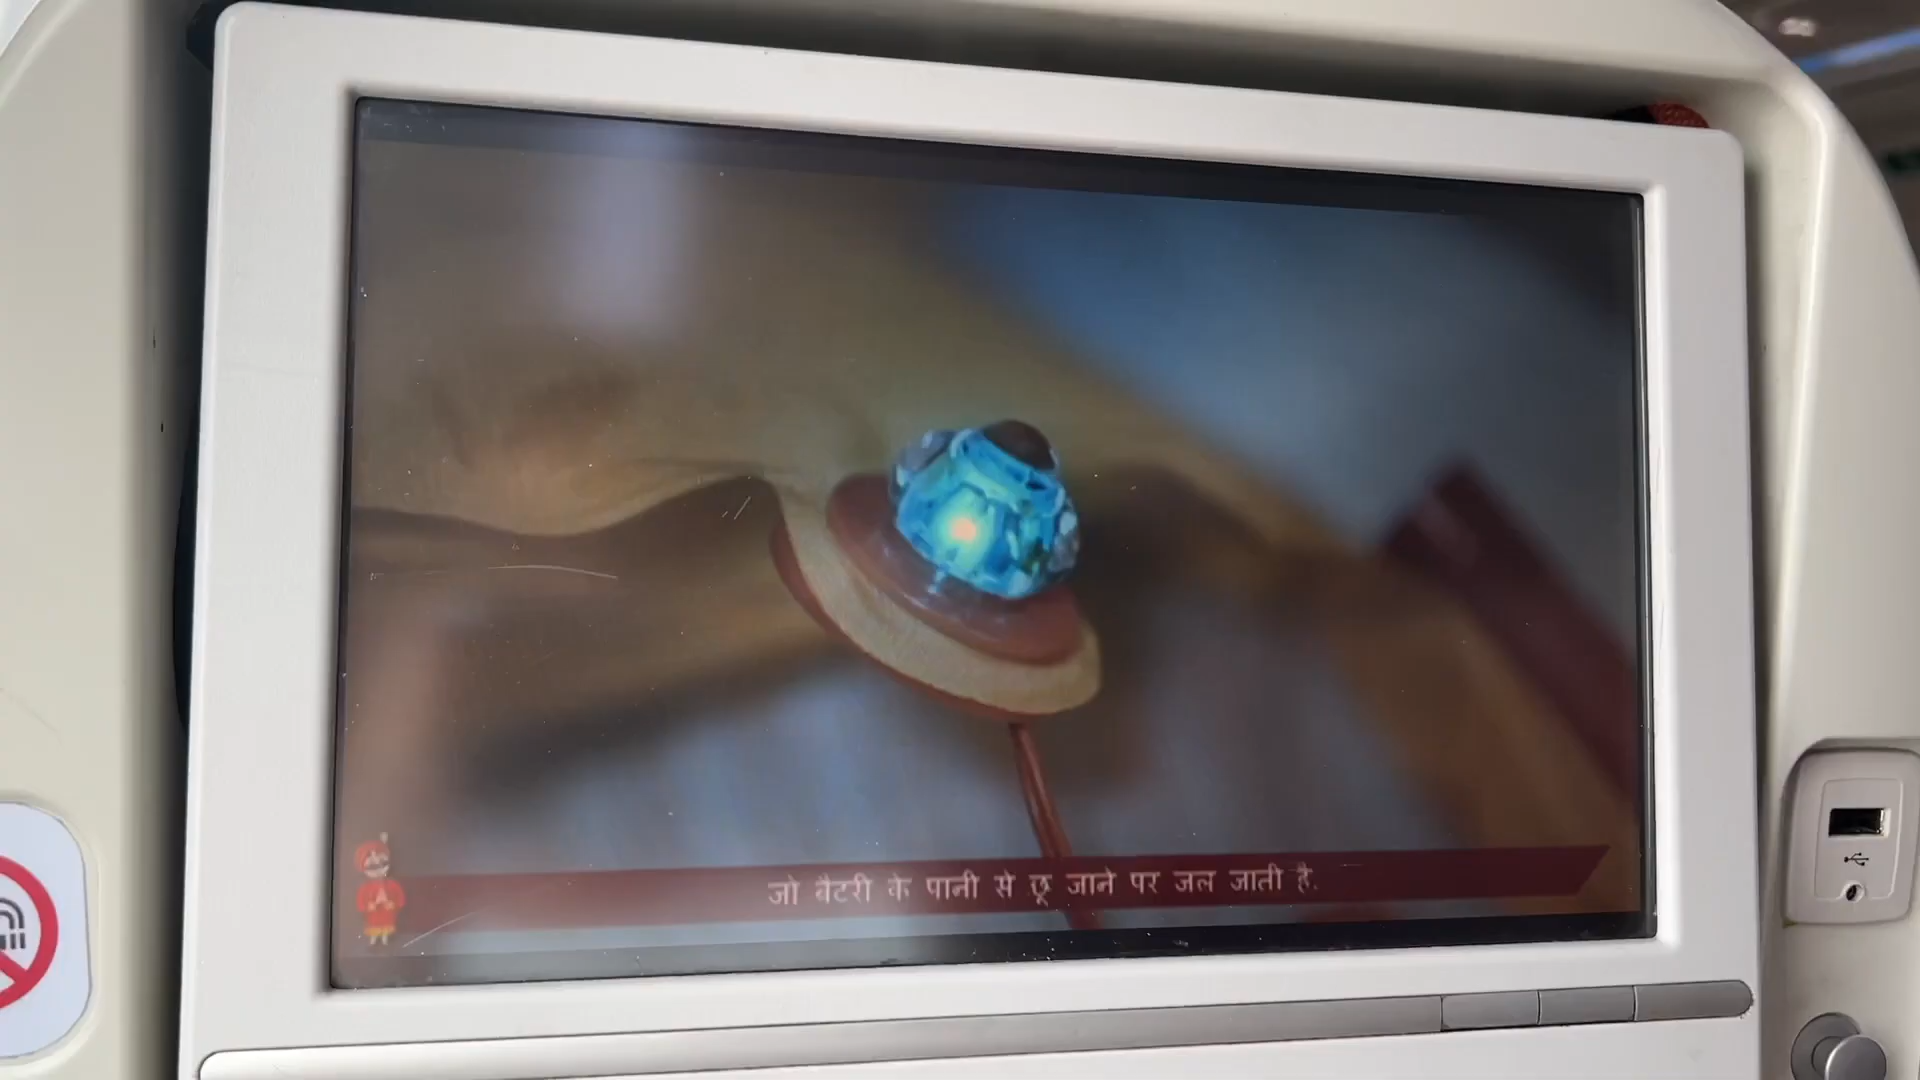 जो बैटरी के पानी से छू जाने पर जल जाती है.